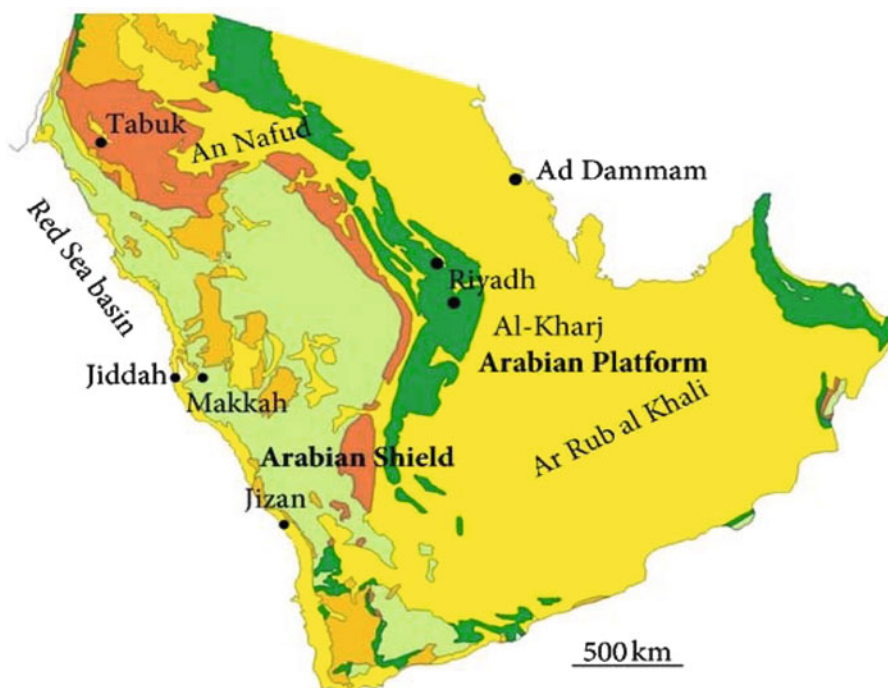 Tabuk
An Nafud
Ad Dammam
Red Sea basin
Riyadh
Al-Kharj
Arabian Platform
Jiddah
Makkah
Ar Rub al Khali
Arabian Shield
Jizan
500 km